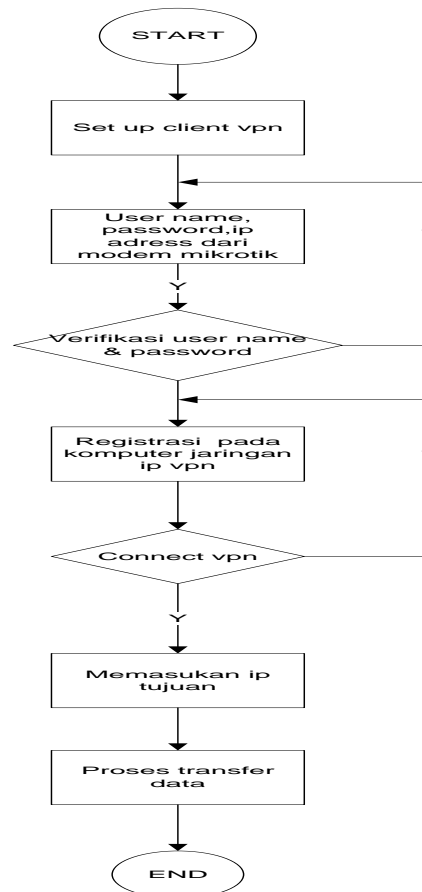 START
Set up client vpn
User name,
password,ip
adress dari
modem mikrotik
Y
Verifikasi user name
& password
Registrasi pada
komputer jaringan
ip vpn
Connect vpn
Y
Memasukan ip
tujuan
Proses transfer
data
END